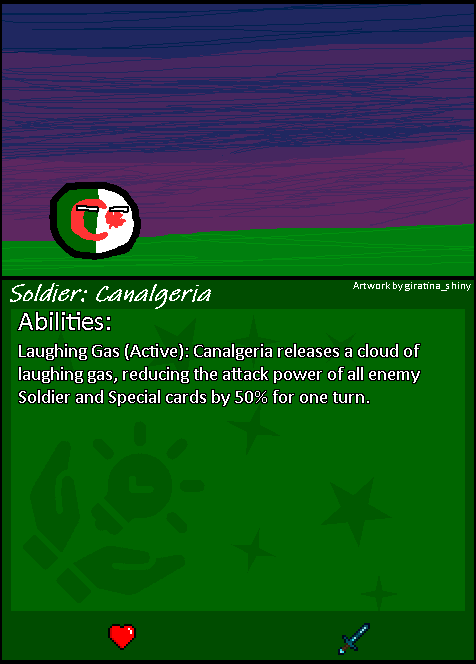 Artwork by giratina_shiny
Soldier: Canalgeria
Abilities:
Laughing Gas (Active): Canalgeria releases a cloud of
laughing gas, reducing the attack power of all enemy
Soldier and Special cards by 50% for one turn.